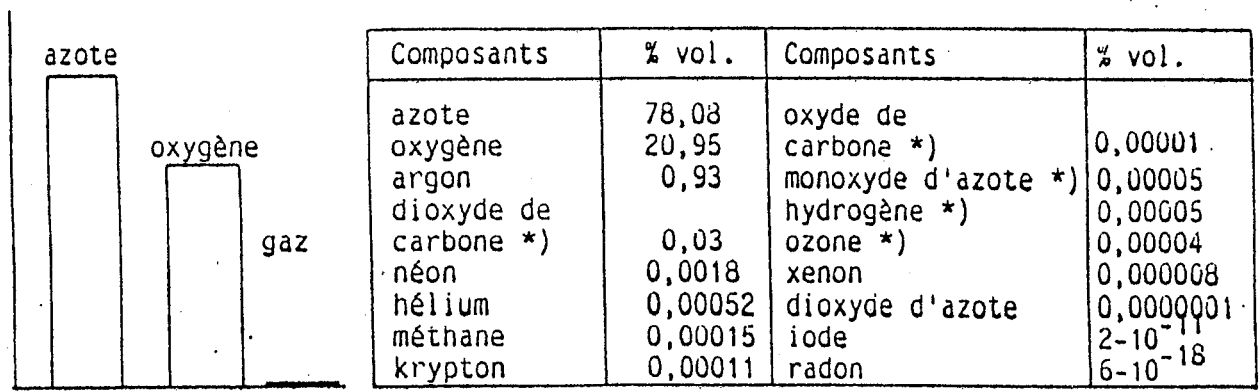 azote
oxygène
gaz
Composants % vol. Composants % vol.
azote 78,08 oxyde de
oxygène 20,95 carbone *) 0,00001
argon 0,93 monoxyde d'azote *) 0,00005
dioxyde de hydrogène *) 0,00005
carbone *) 0,03 ozone *) 0,00004
néon 0,0018 xenon 0,000008
hélium 0,00052 dioxyde d'azote 0,0000001
méthane 0,00015 iode 2-10⁻¹¹
krypton 0,00011 radon 6-10⁻¹⁸